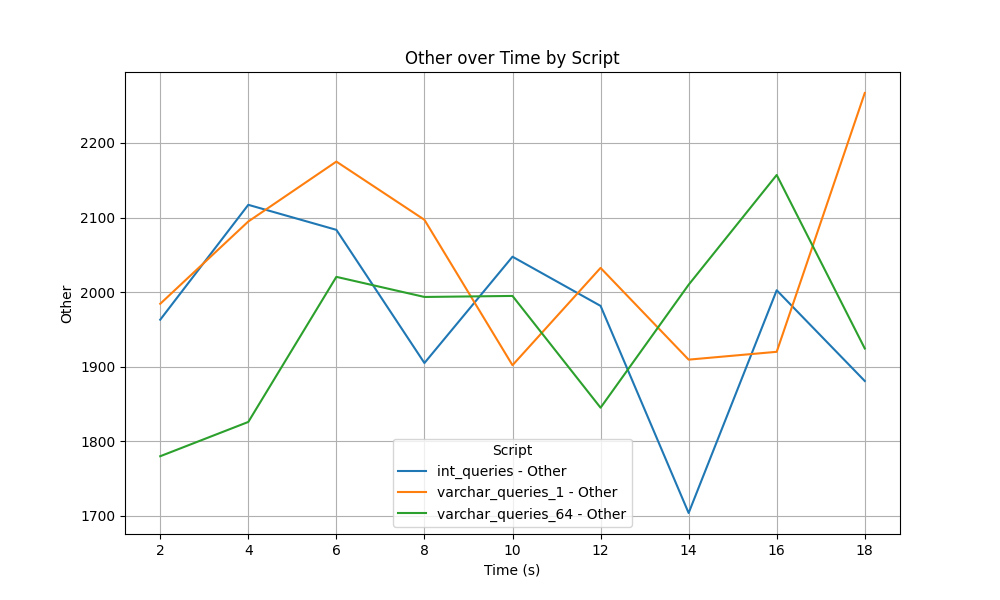 Other over Time by Script
Other
2200
2100
2000
1900
1800
1700
Script
int_queries - Other
varchar_queries_1 - Other
varchar_queries_64 - Other
2 4 6 8 10 12 14 16 18
Time (s)